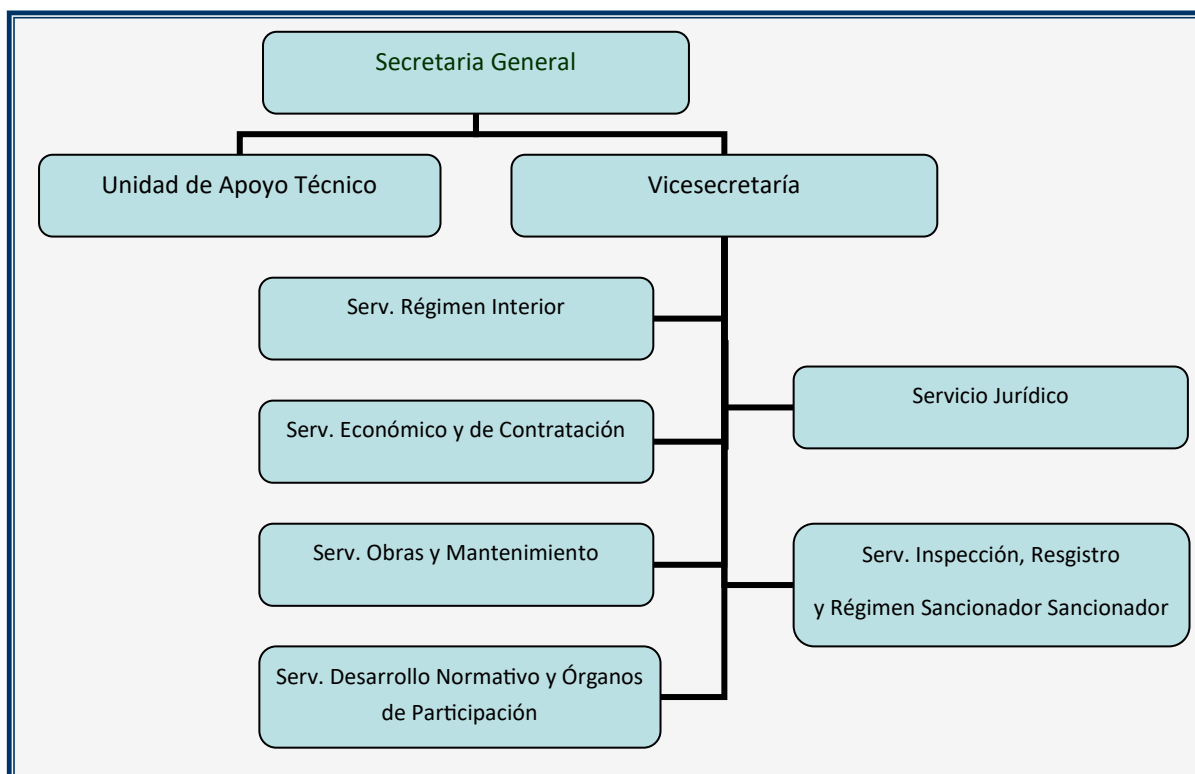 Secretaria General
Unidad de Apoyo Técnico
Vicesecretaría
Serv. Régimen Interior
Servicio Jurídico
Serv. Económico y de Contratación
Serv. Obras y Mantenimiento
Serv. Inspección, Resgistro
y Régimen Sancionador Sancionador
Serv. Desarrollo Normativo y Órganos
de Participación